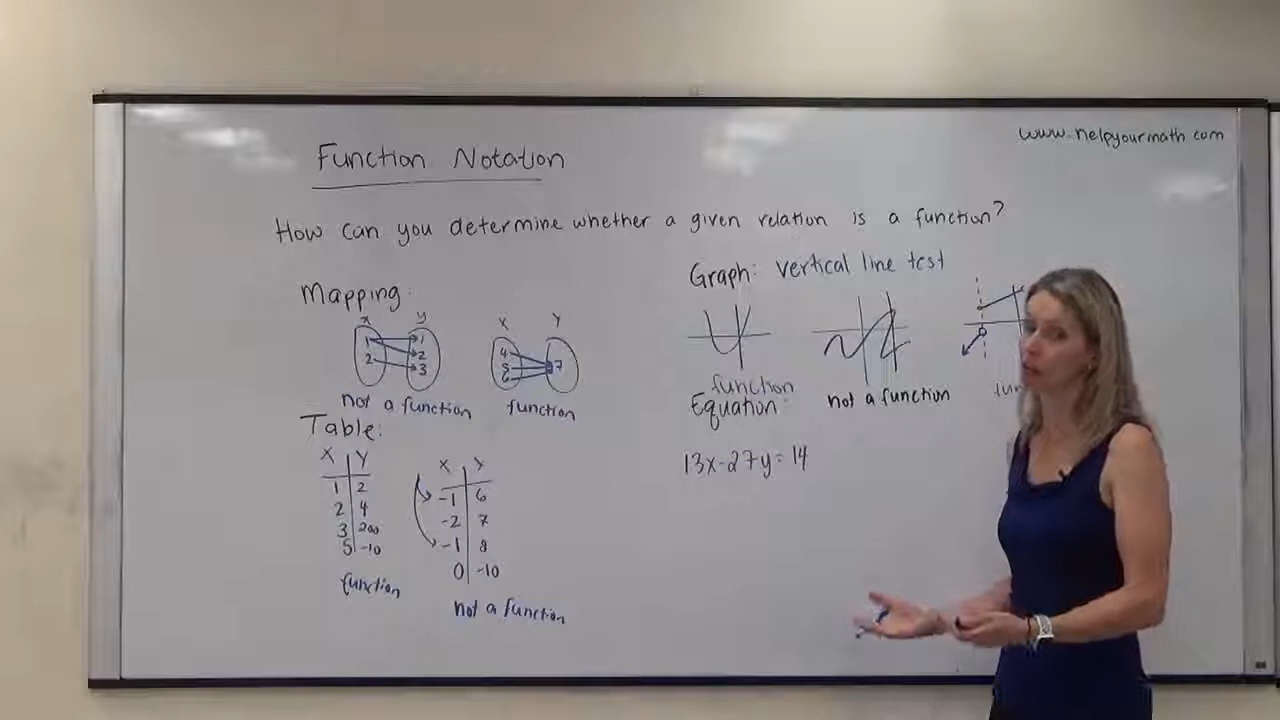 www.helpyourmath.com
Function Notation
How can you determine whether a given relation is a function?
Mapping:
x y
1 1
2 2
3
not a function
X Y
4
5 7
6
function
Table:
X Y
1 2
2 4
3 200
5 -10
function
X Y
-1 6
-2 7
-1 8
0 -10
not a function
Graph: vertical line test
function
not a function
Equation:
13x-27y=14